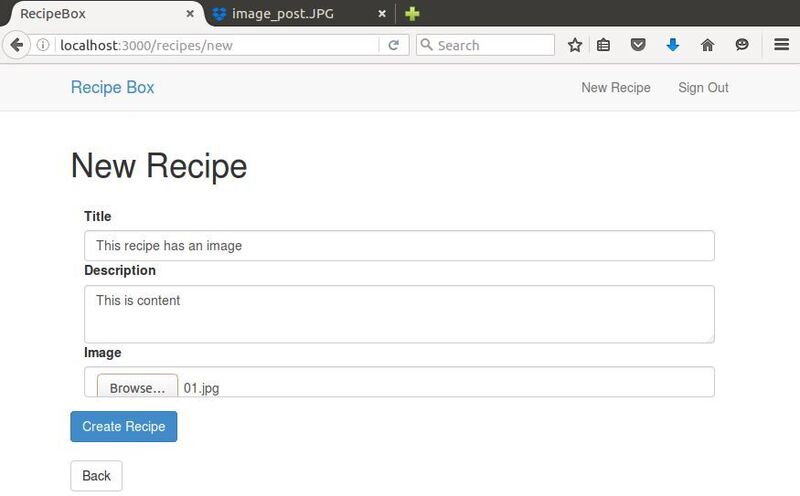 RecipeBox
image_post.JPG
localhost:3000/recipes/new
Search
Recipe Box
New Recipe
Sign Out
New Recipe
Title
This recipe has an image
Description
This is content
Image
Browse... 01.jpg
Create Recipe
Back